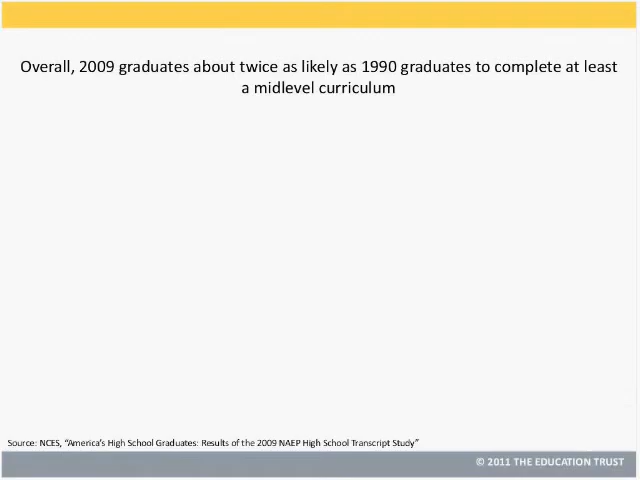 Overall, 2009 graduates about twice as likely as 1990 graduates to complete at least
a midlevel curriculum
Source: NCES, “America’s High School Graduates: Results of the 2009 NAEP High School Transcript Study”
© 2011 THE EDUCATION TRUST